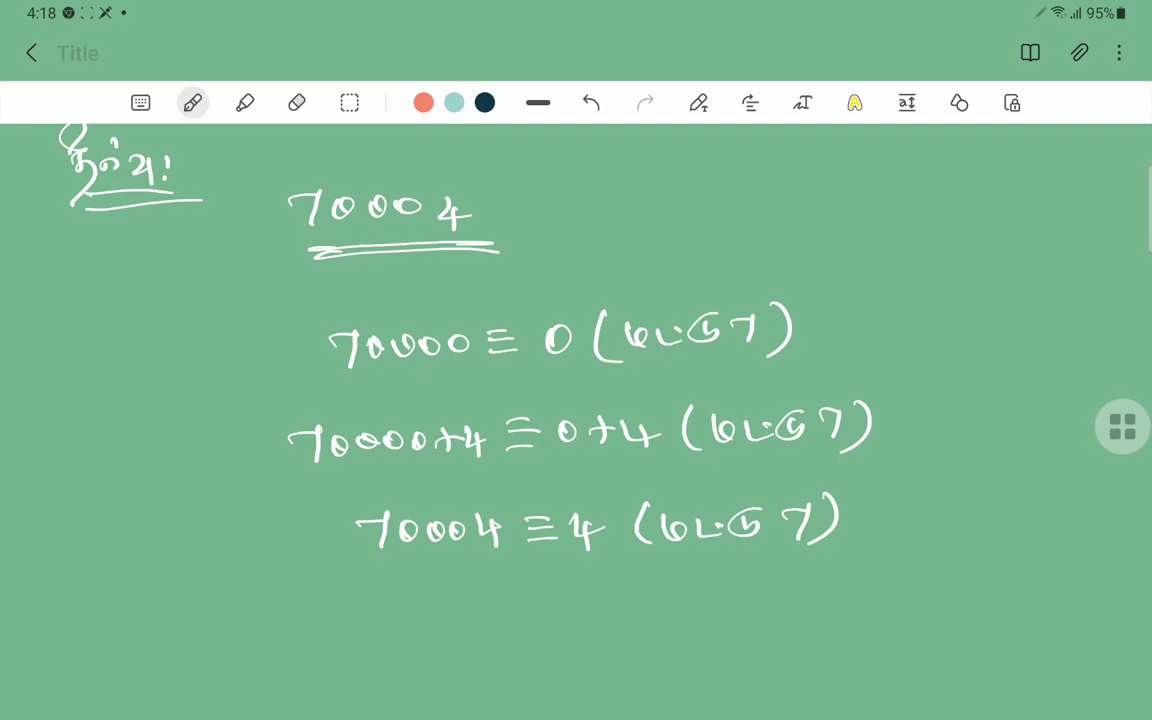 4:18 95%
Title
தீர்வு:
70004
70000 ≡ 0 (மட்டு 7)
70000+4 ≡ 0+4 (மட்டு 7)
70004 ≡ 4 (மட்டு 7)